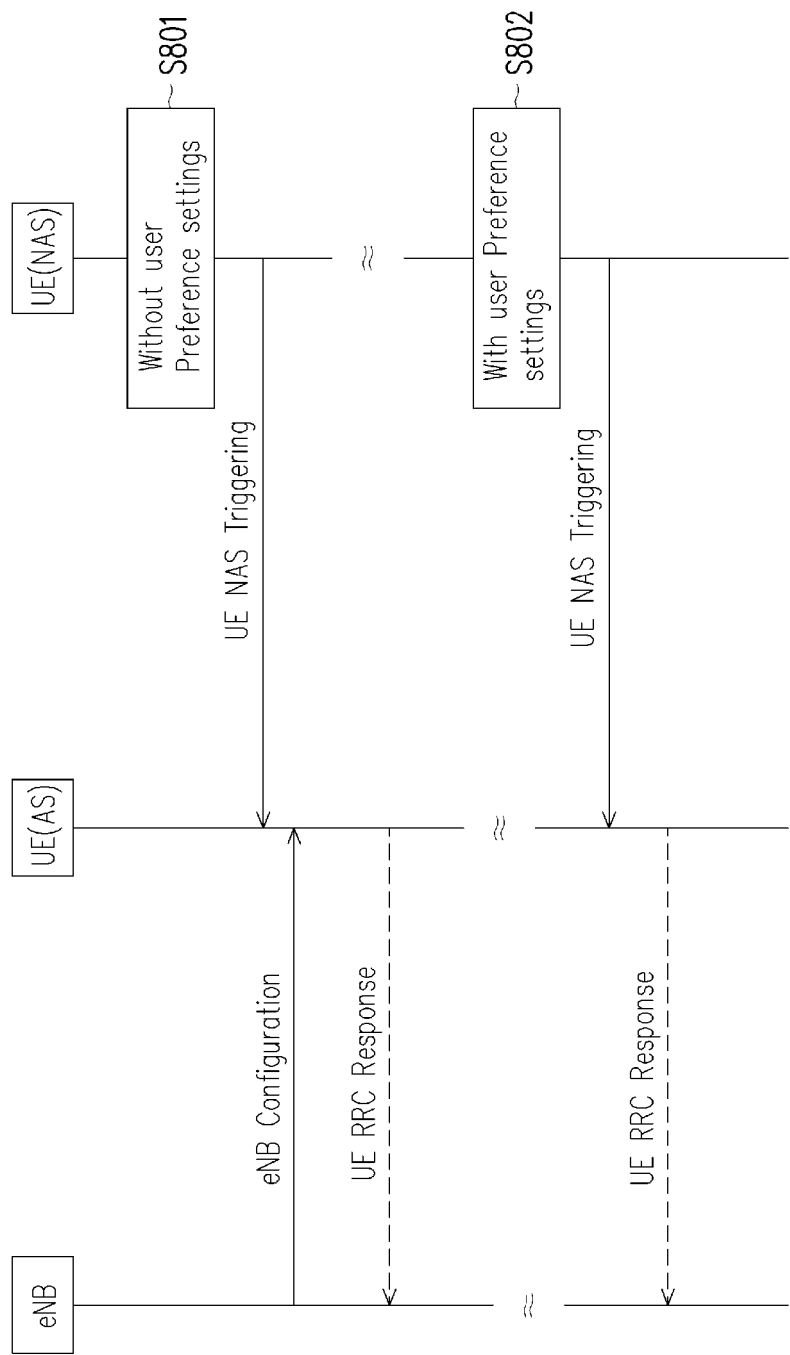 eNB
UE(AS)
UE(NAS)
Without user
Preference settings
S801
UE NAS Triggering
eNB Configuration
UE RRC Response
With user Preference
settings
S802
UE NAS Triggering
UE RRC Response